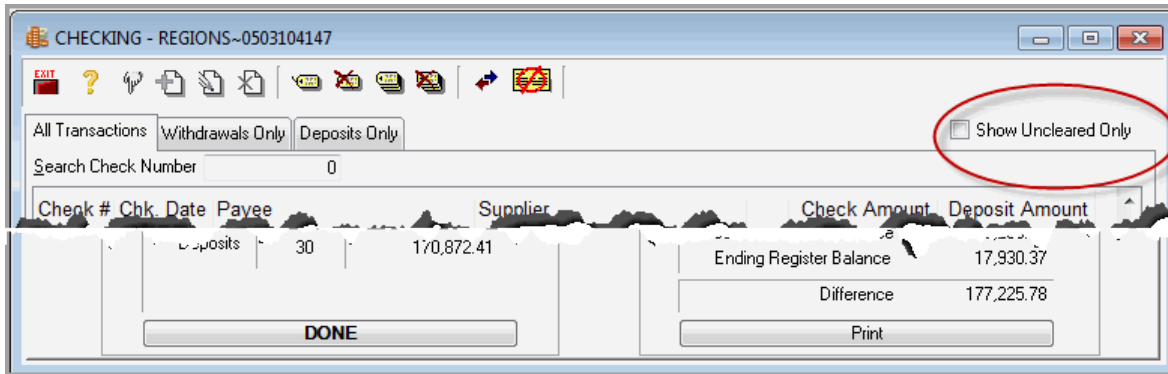 CHECKING - REGIONS~0503104147
EXIT
All Transactions Withdrawals Only Deposits Only Show Uncleared Only
Search Check Number 0
Check # Chk. Date Payee Supplier Check Amount Deposit Amount
Deposits 30 170,872.41
Ending Register Balance 17,930.37
Difference 177,225.78
DONE Print